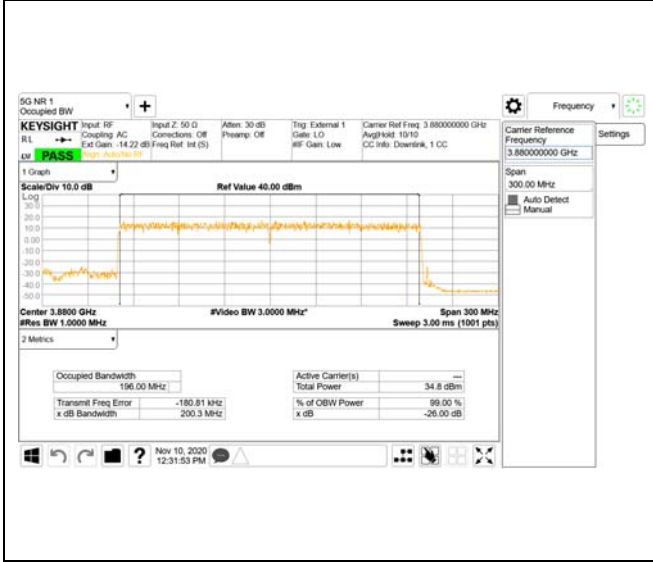 5G NR 1
Occupied BW
Frequency
KEYSIGHT
Input: RF
Input Z: 50 Ω
Atten: 30 dB
Trig: External 1
Carrier Ref Freq: 3.880000000 GHz
R L
Coupling: AC
Corrections: Off
Preamp: Off
Gate: LO
Avg|Hold: 10/10
Ext Gain: -14.22 dB
Freq Ref: Int (S)
#IF Gain: Low
CC Info: Downlink, 1 CC
PASS
Align: Auto/No RF
Carrier Reference
Frequency
3.880000000 GHz
Settings
Span
300.00 MHz
Auto Detect
Manual
1 Graph
Scale/Div 10.0 dB
Ref Value 40.00 dBm
Log
30.0
20.0
10.0
0.00
-10.0
-20.0
-30.0
-40.0
-50.0
Center 3.8800 GHz
#Video BW 3.0000 MHz*
Span 300 MHz
#Res BW 1.0000 MHz
Sweep 3.00 ms (1001 pts)
2 Metrics
Occupied Bandwidth
196.00 MHz
Active Carrier(s)
---
Total Power
34.8 dBm
Transmit Freq Error
-180.81 kHz
% of OBW Power
99.00 %
x dB Bandwidth
200.3 MHz
x dB
-26.00 dB
?
Nov 10, 2020
12:31:53 PM